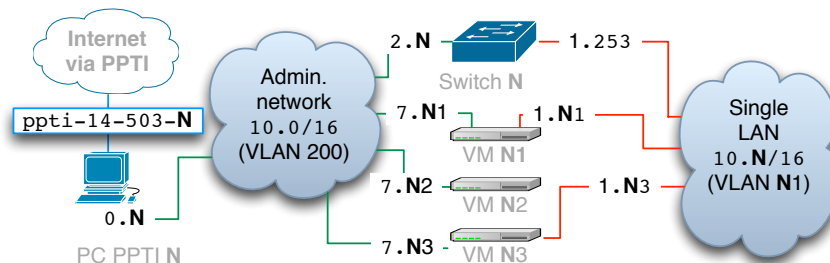 Internet
via PPTI
ppti-14-503-N
PC PPTI N
0.N
Admin.
network
10.0/16
(VLAN 200)
2.N
Switch N
1.253
7.N1
VM N1
1.N1
7.N2
VM N2
7.N3
VM N3
1.N3
Single
LAN
10.N/16
(VLAN N1)